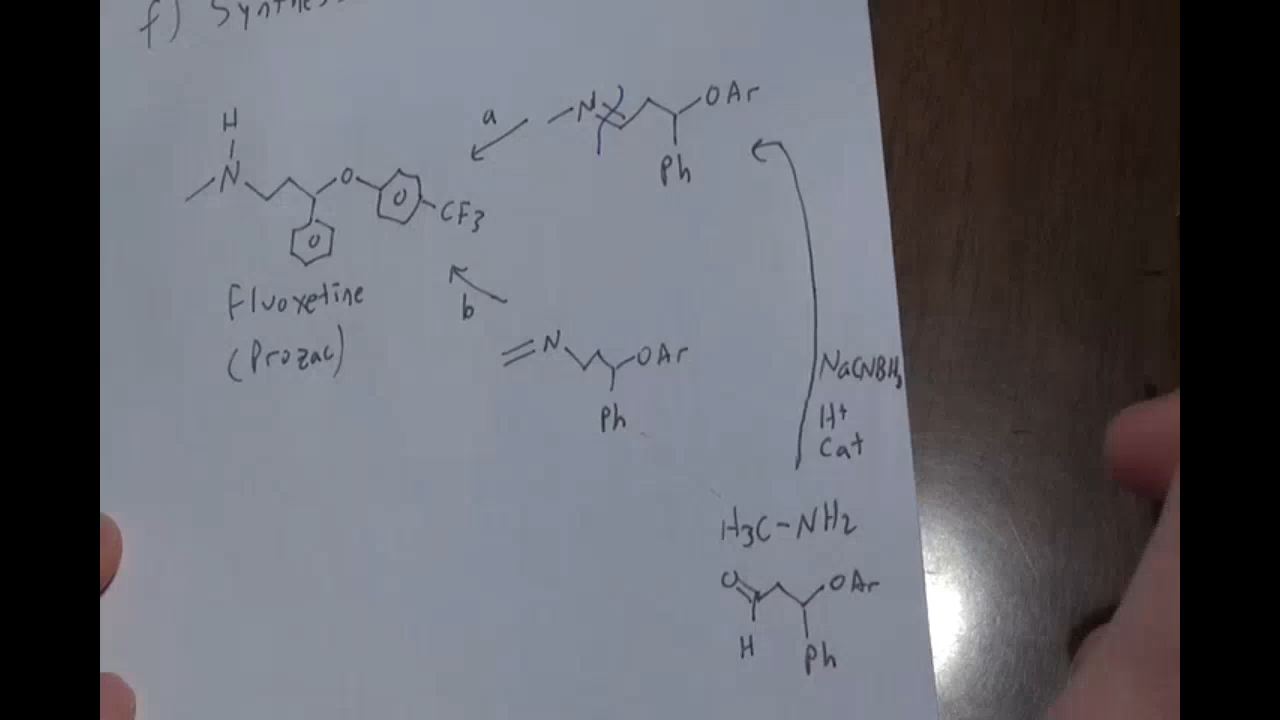 f) Synthes
H
N
O
O
O
CF3
Fluoxetine
(Prozac)
a
N
OAr
Ph
b
N
OAr
Ph
NaCNBH3
H+
Cat
H3C-NH2
O
OAr
H
Ph